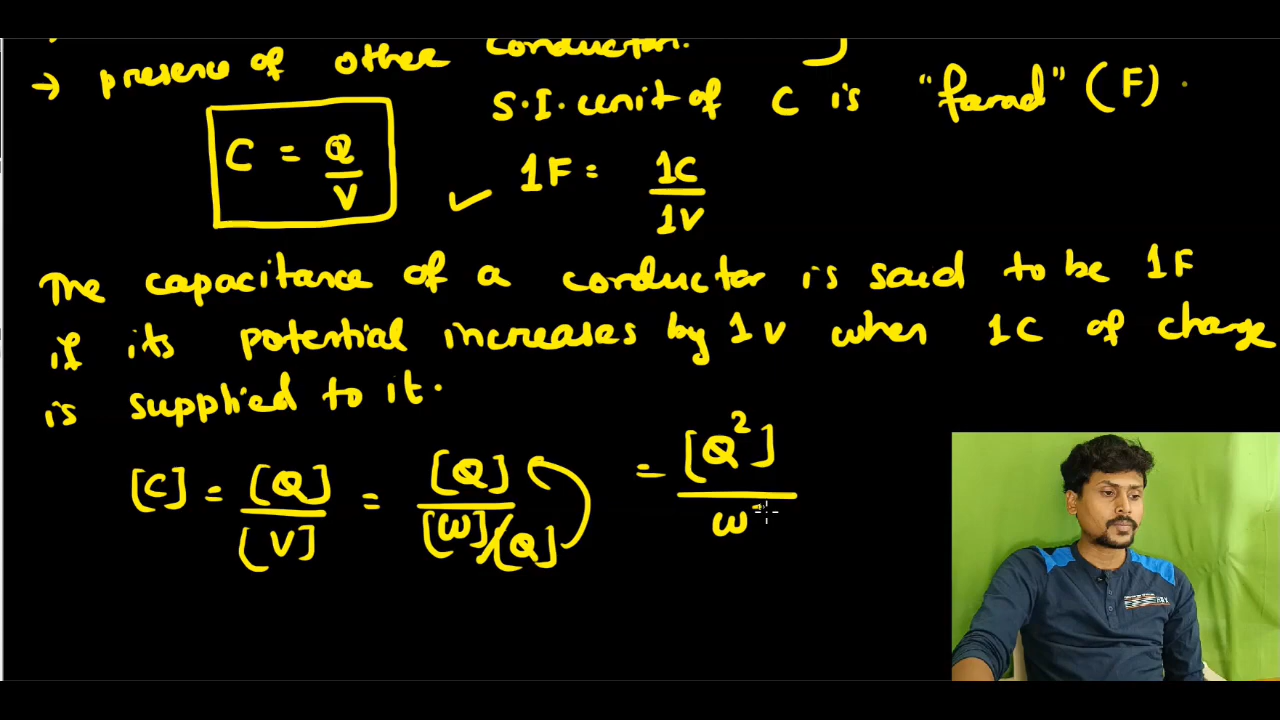 → presence of other conductor.
S.I. unit of C is "farad" (F)
C = Q/V
1F = 1C/1V
The capacitance of a conductor is said to be 1F
if its potential increases by 1V when 1C of charge
is supplied to it.
[C] = [Q]/[V] = [Q]/[W]/[Q] = [Q²]/W